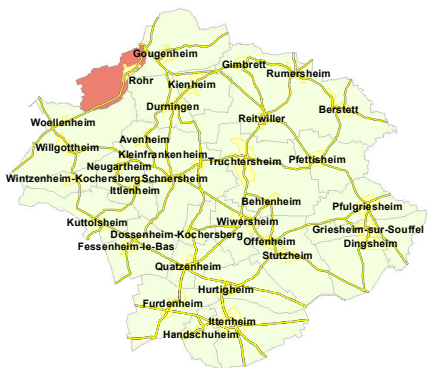 Gougenheim
Gimbrett
Rumersheim
Rohr
Kienheim
Durningen
Berstett
Woellenheim
Reitwiller
Avenheim
Willgottheim
Kleinfrankenheim
Truchtersheim
Pfettisheim
Neugartheim
Wintzenheim-Kochersberg
Schnersheim
Ittlenheim
Behlenheim
Pfulgriesheim
Kuttolsheim
Wiwersheim
Griesheim-sur-Souffel
Dossenheim-Kochersberg
Offenheim
Dingsheim
Fessenheim-le-Bas
Stutzheim
Quatzenheim
Hurtigheim
Furdenheim
Ittenheim
Handschuheim